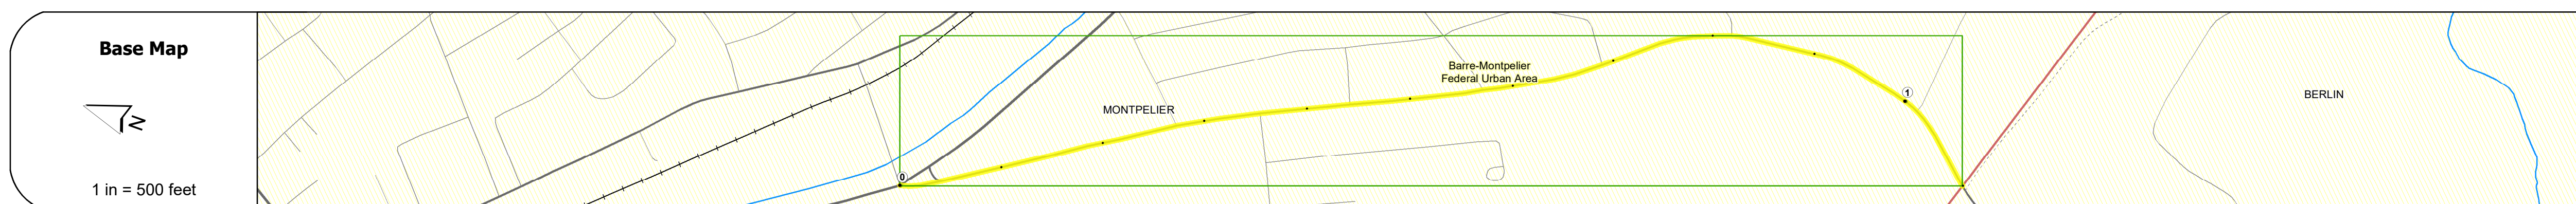 Base Map
N
1 in = 500 feet
0
MONTPELIER
Barre-Montpelier
Federal Urban Area
1
BERLIN